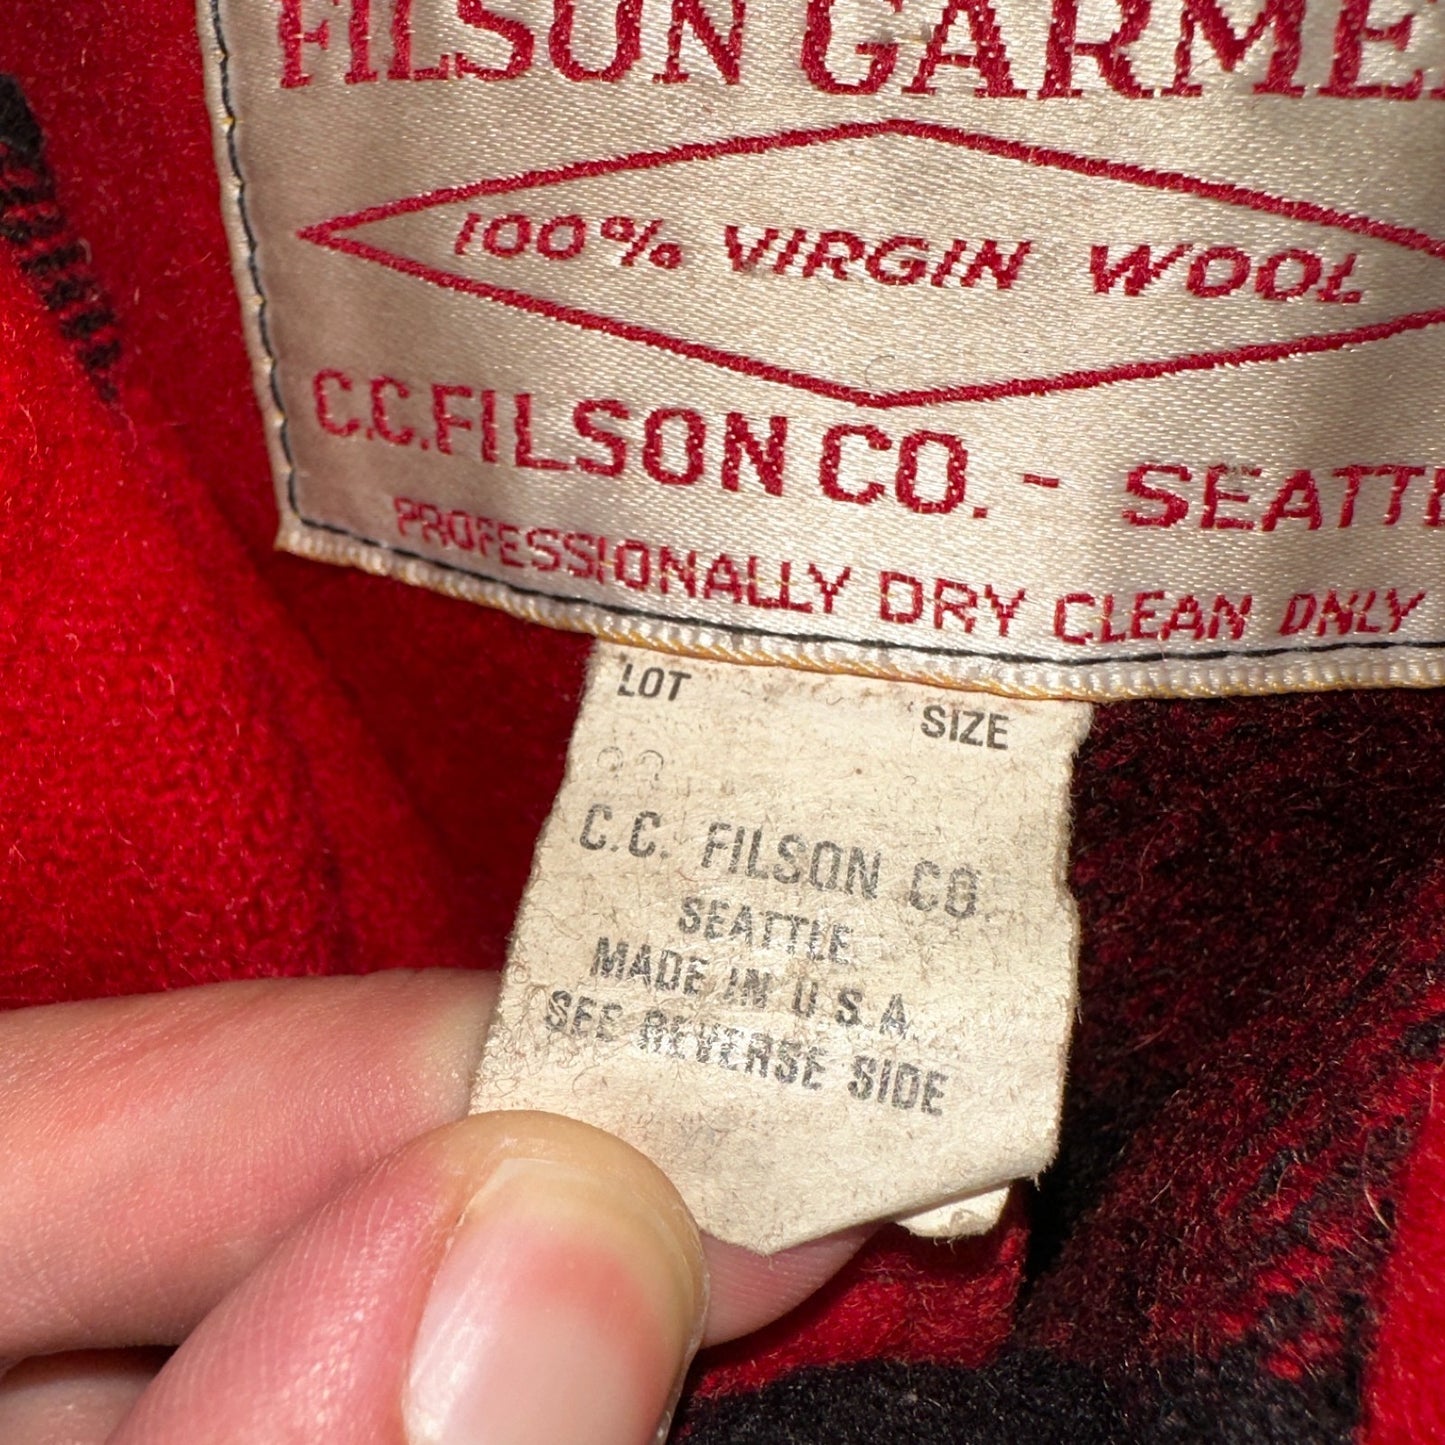 FILSON GARME
100% VIRGIN WOOL
C.C.FILSON CO. - SEATTL
PROFESSIONALLY DRY CLEAN ONLY
LOT
SIZE
C.C. FILSON CO.
SEATTLE
MADE IN U.S.A.
SEE REVERSE SIDE